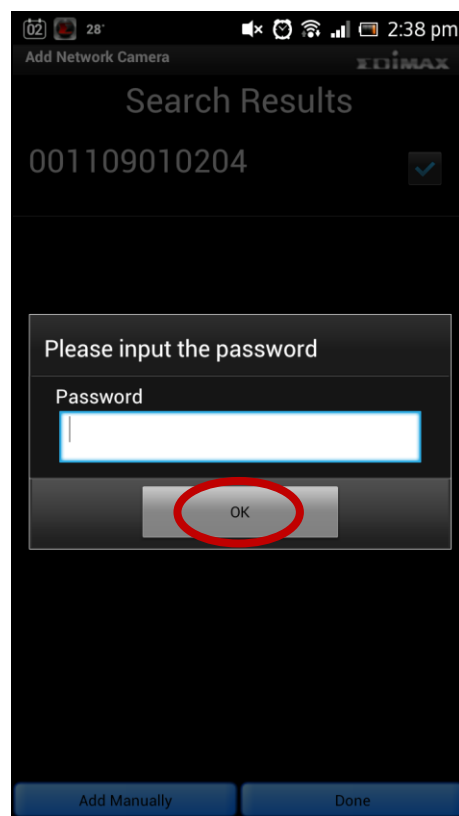 02 28° 2:38 pm
Add Network Camera EDiMAX
Search Results
001109010204
Please input the password
Password
OK
Add Manually Done